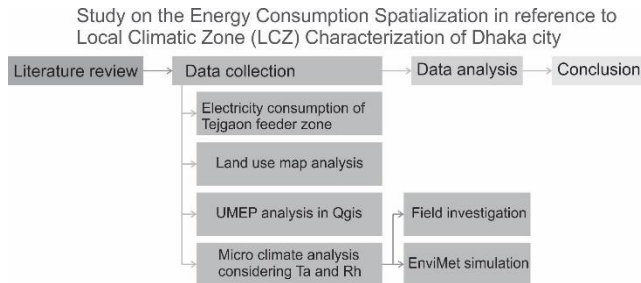 Study on the Energy Consumption Spatialization in reference to
Local Climatic Zone (LCZ) Characterization of Dhaka city
Literature review
Data collection
Data analysis
Conclusion
Electricity consumption of
Tejgaon feeder zone
Land use map analysis
UMEP analysis in Qgis
Micro climate analysis
considering Ta and Rh
Field investigation
EnviMet simulation